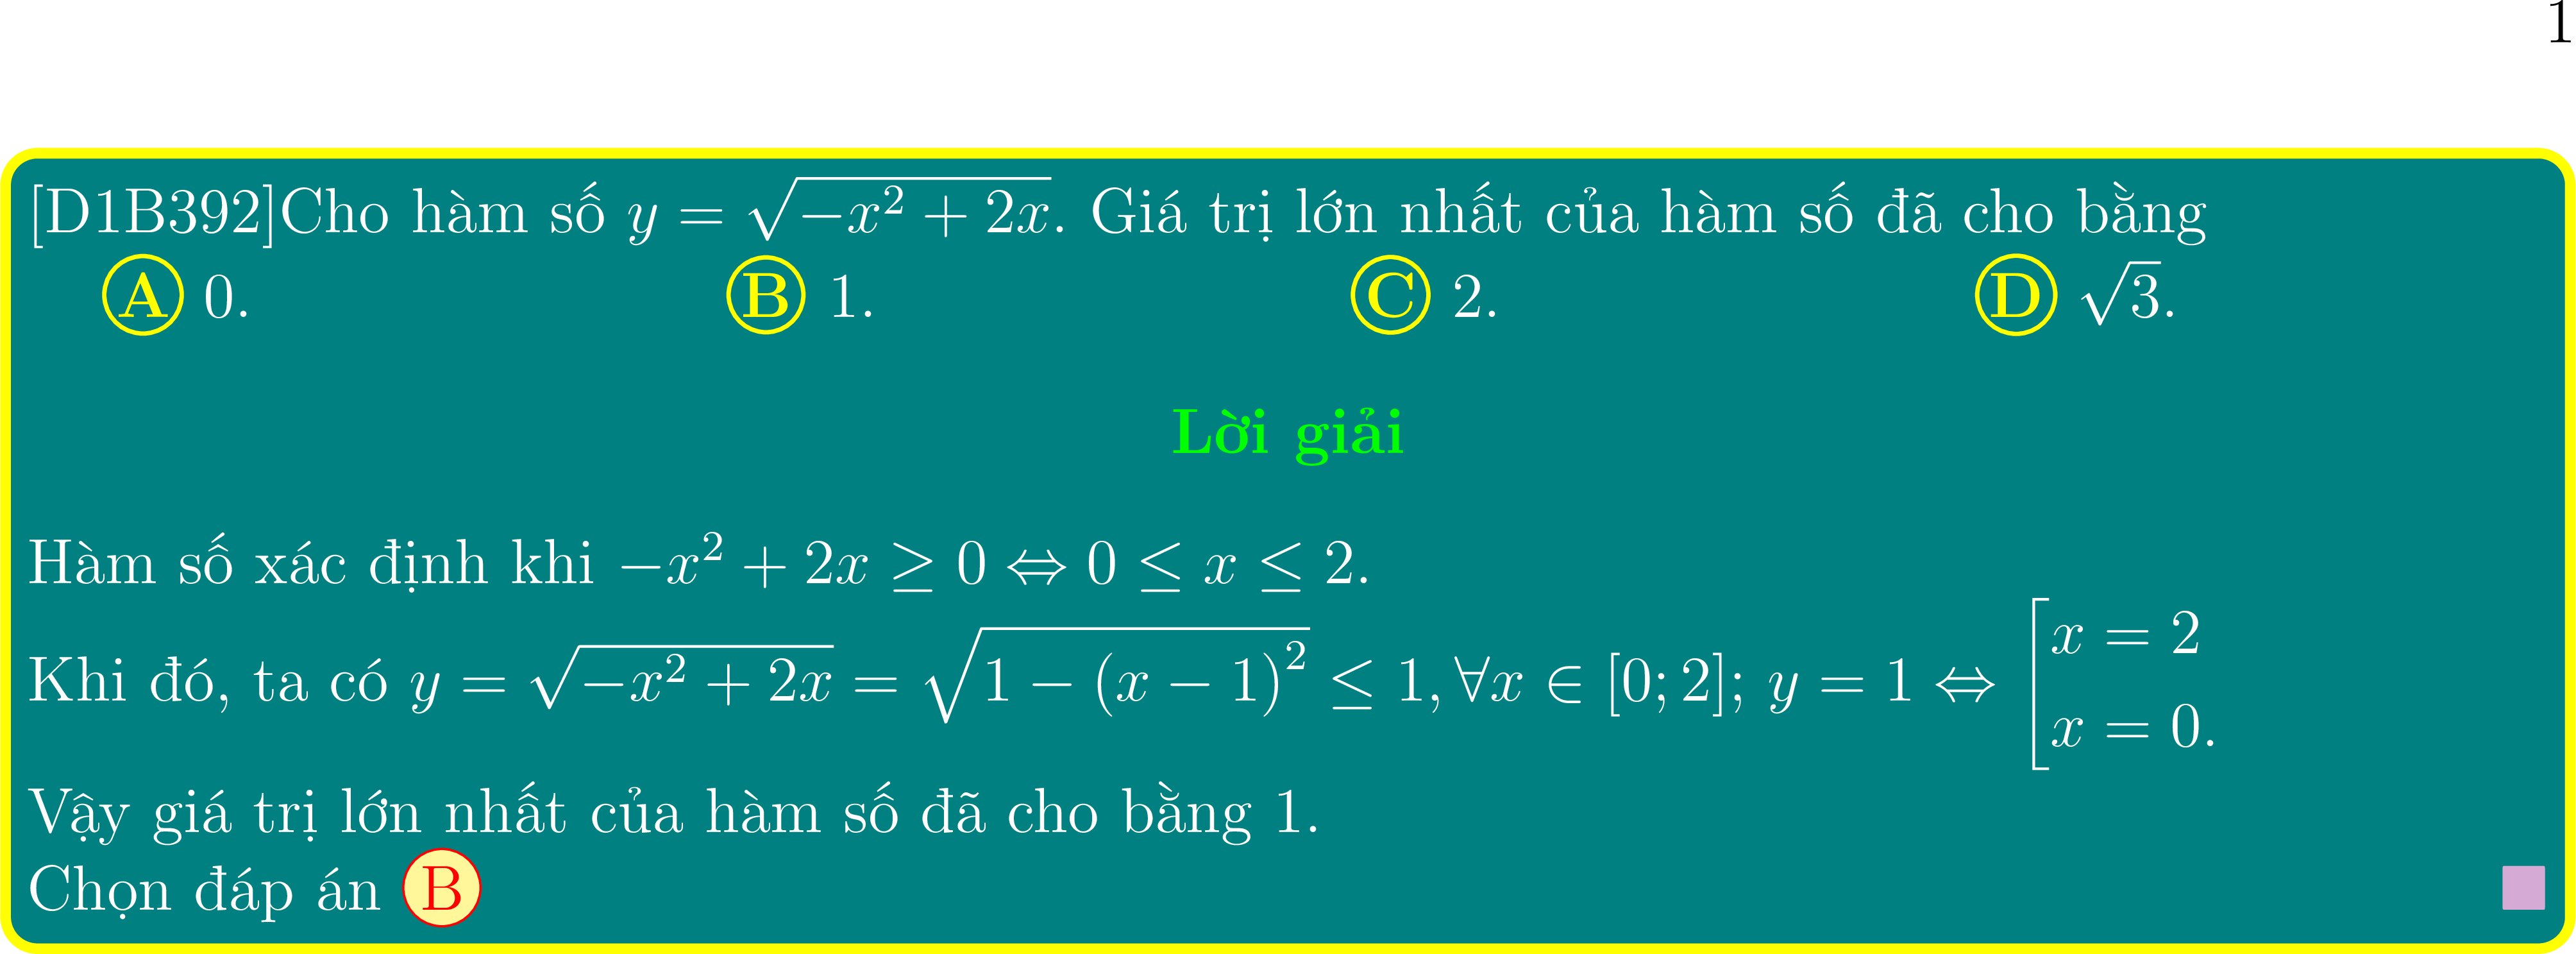 1
[D1B392]Cho hàm số $y = \sqrt{-x^2 + 2x}$. Giá trị lớn nhất của hàm số đã cho bằng
A 0. B 1. C 2. D $\sqrt{3}$.
Lời giải
Hàm số xác định khi $-x^2 + 2x \geq 0 \Leftrightarrow 0 \leq x \leq 2$.
Khi đó, ta có $y = \sqrt{-x^2 + 2x} = \sqrt{1 - (x - 1)^2} \leq 1, \forall x \in [0; 2]; y = 1 \Leftrightarrow \left[\begin{array}{l} x = 2 \\ x = 0. \end{array}\right.$
Vậy giá trị lớn nhất của hàm số đã cho bằng 1.
Chọn đáp án B